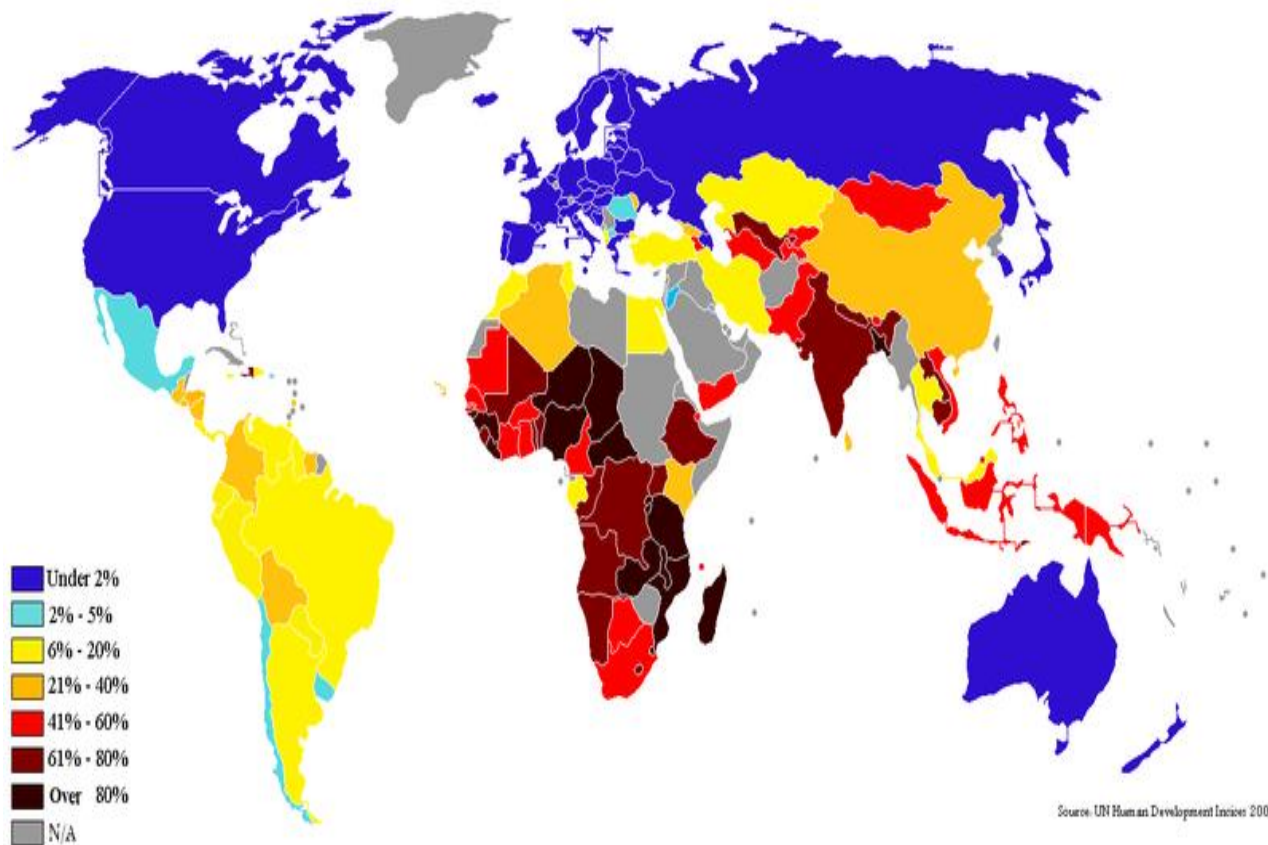 Under 2%
2% - 5%
6% - 20%
21% - 40%
41% - 60%
61% - 80%
Over 80%
N/A
Source: UN Human Development Indices 200